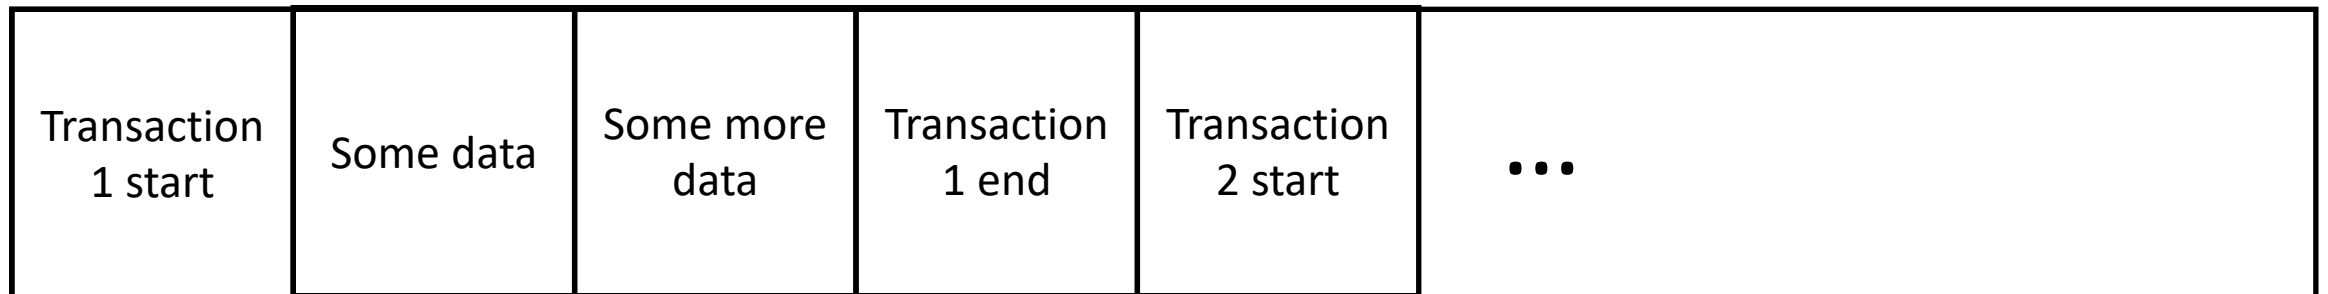 Transaction
1 start
Some data
Some more
data
Transaction
1 end
Transaction
2 start
...